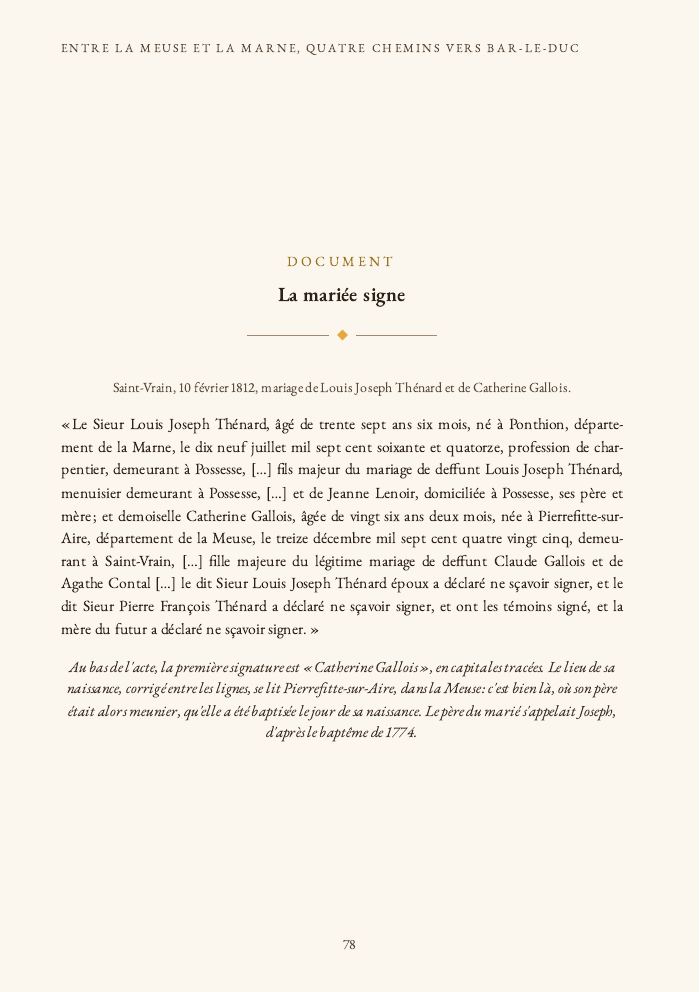 ENTRE LA MEUSE ET LA MARNE, QUATRE CHEMINS VERS BAR-LE-DUC
DOCUMENT
La mariée signe
Saint-Vrain, 10 février 1812, mariage de Louis Joseph Thénard et de Catherine Gallois.
« Le Sieur Louis Joseph Thénard, âgé de trente sept ans six mois, né à Ponthion, départe-
ment de la Marne, le dix neuf juillet mil sept cent soixante et quatorze, profession de char-
pentier, demeurant à Possesse, [...] fils majeur du mariage de deffunt Louis Joseph Thénard,
menuisier demeurant à Possesse, [...] et de Jeanne Lenoir, domiciliée à Possesse, ses père et
mère; et demoiselle Catherine Gallois, âgée de vingt six ans deux mois, née à Pierrefitte-sur-
Aire, département de la Meuse, le treize décembre mil sept cent quatre vingt cinq, demeu-
rant à Saint-Vrain, [...] fille majeure du légitime mariage de deffunt Claude Gallois et de
Agathe Contal [...] le dit Sieur Louis Joseph Thénard époux a déclaré ne sçavoir signer, et le
dit Sieur Pierre François Thénard a déclaré ne sçavoir signer, et ont les témoins signé, et la
mère du futur a déclaré ne sçavoir signer. »
Au bas de l'acte, la première signature est « Catherine Gallois », en capitales tracées. Le lieu de sa
naissance, corrigé entre les lignes, se lit Pierrefitte-sur-Aire, dans la Meuse: c'est bien là, où son père
était alors meunier, qu'elle a été baptisée le jour de sa naissance. Le père du marié s'appelait Joseph,
d'après le baptême de 1774.
78